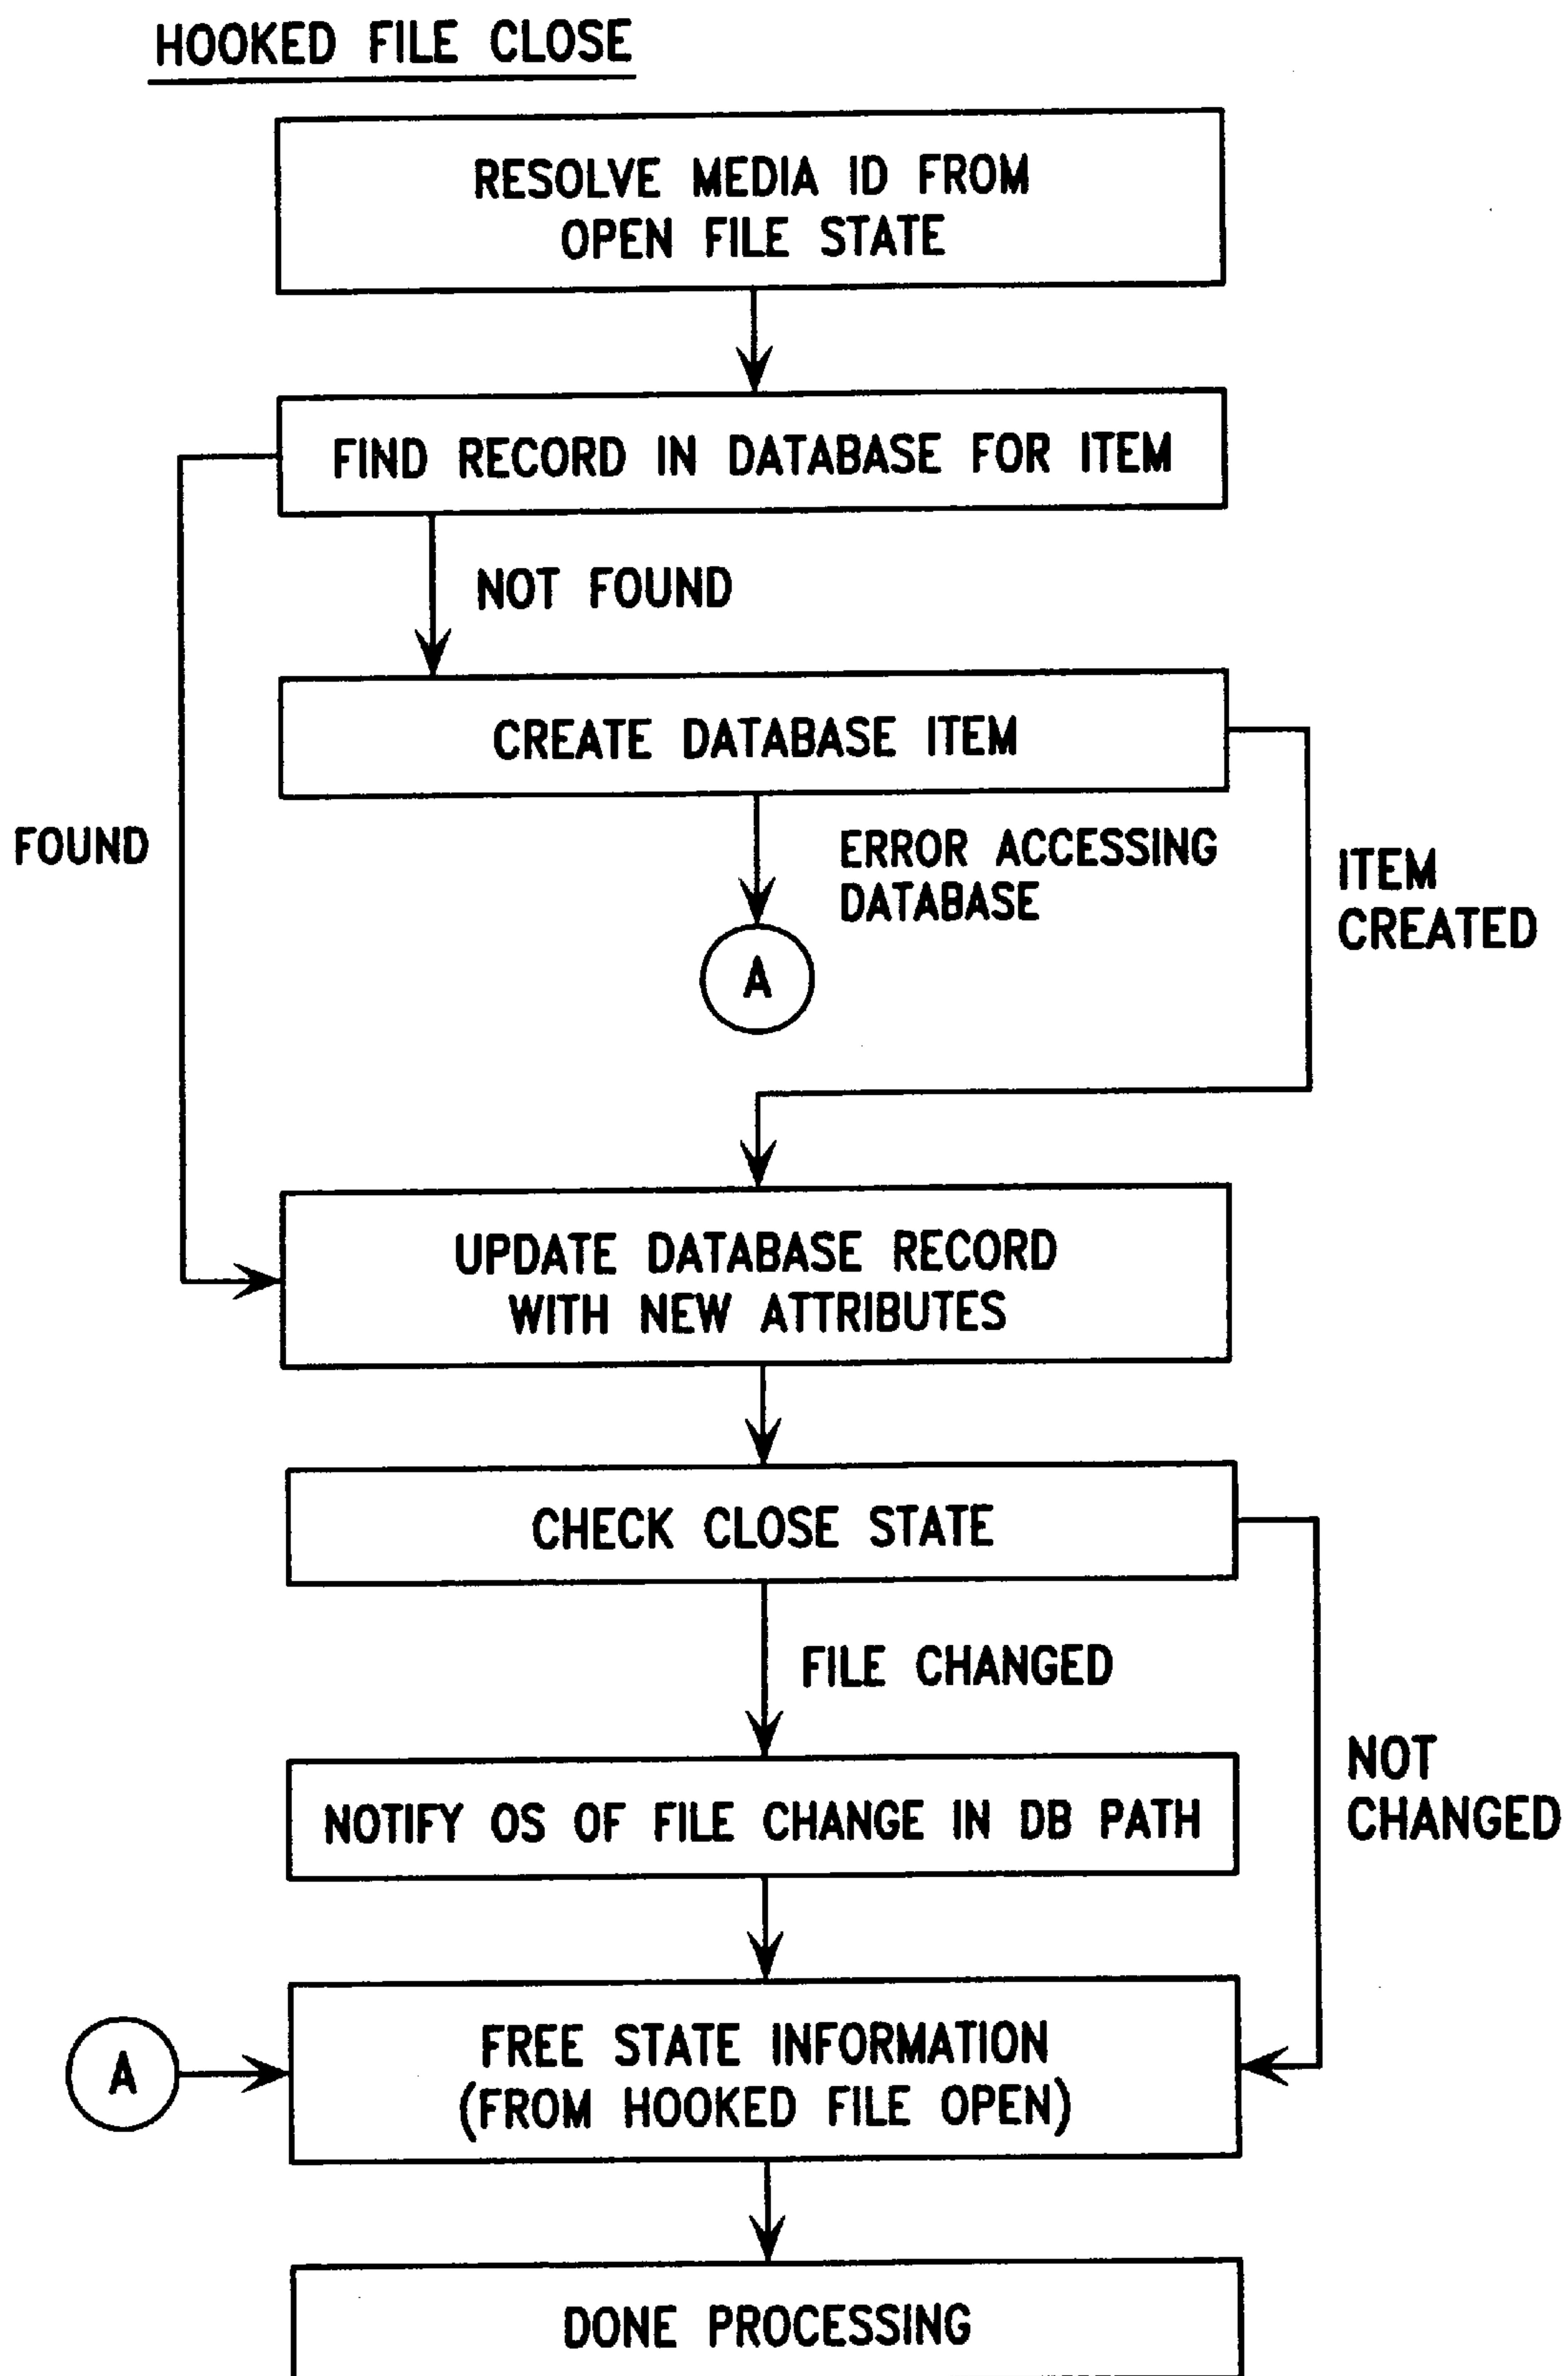 HOOKED FILE CLOSE
RESOLVE MEDIA ID FROM
OPEN FILE STATE
FIND RECORD IN DATABASE FOR ITEM
NOT FOUND
CREATE DATABASE ITEM
FOUND
ERROR ACCESSING
DATABASE
ITEM
CREATED
A
UPDATE DATABASE RECORD
WITH NEW ATTRIBUTES
CHECK CLOSE STATE
FILE CHANGED
NOT
CHANGED
NOTIFY OS OF FILE CHANGE IN DB PATH
A
FREE STATE INFORMATION
(FROM HOOKED FILE OPEN)
DONE PROCESSING